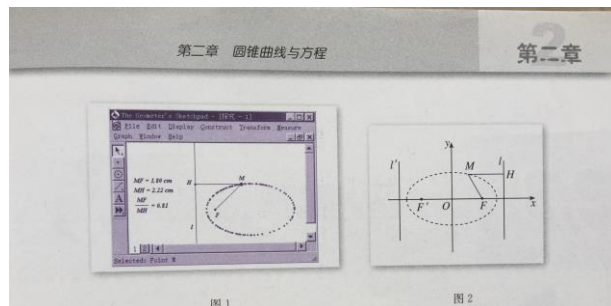 第二章 圆锥曲线与方程
第二章
The Geometer's Sketchpad - [探究 - 1]
File Edit Display Construct Transform Measure
Graph Window Help
MF = 1.80 cm
MH = 2.22 cm
MF
MH
= 0.81
H
M
F
l
A
1 2
Selected: Point M
y
l'
M
l
H
F'
O
F
x
图 1
图 2